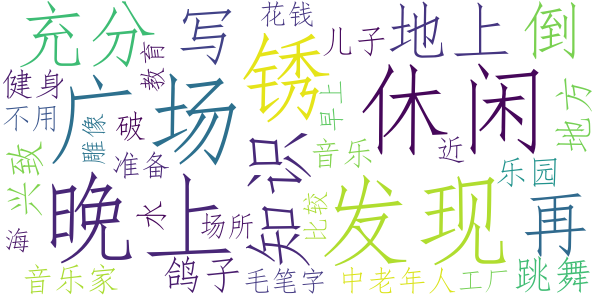 充分
写
花钱
儿子
地上
倒
健身
教育
锈
休闲
不用
广场
雕像
破
早上
地方
兴致
准备
知识
音乐
近
乐园
晚上
水
场所
比较
发现
再
海
音乐家
鸽子
毛笔字
中老年人
工厂
跳舞